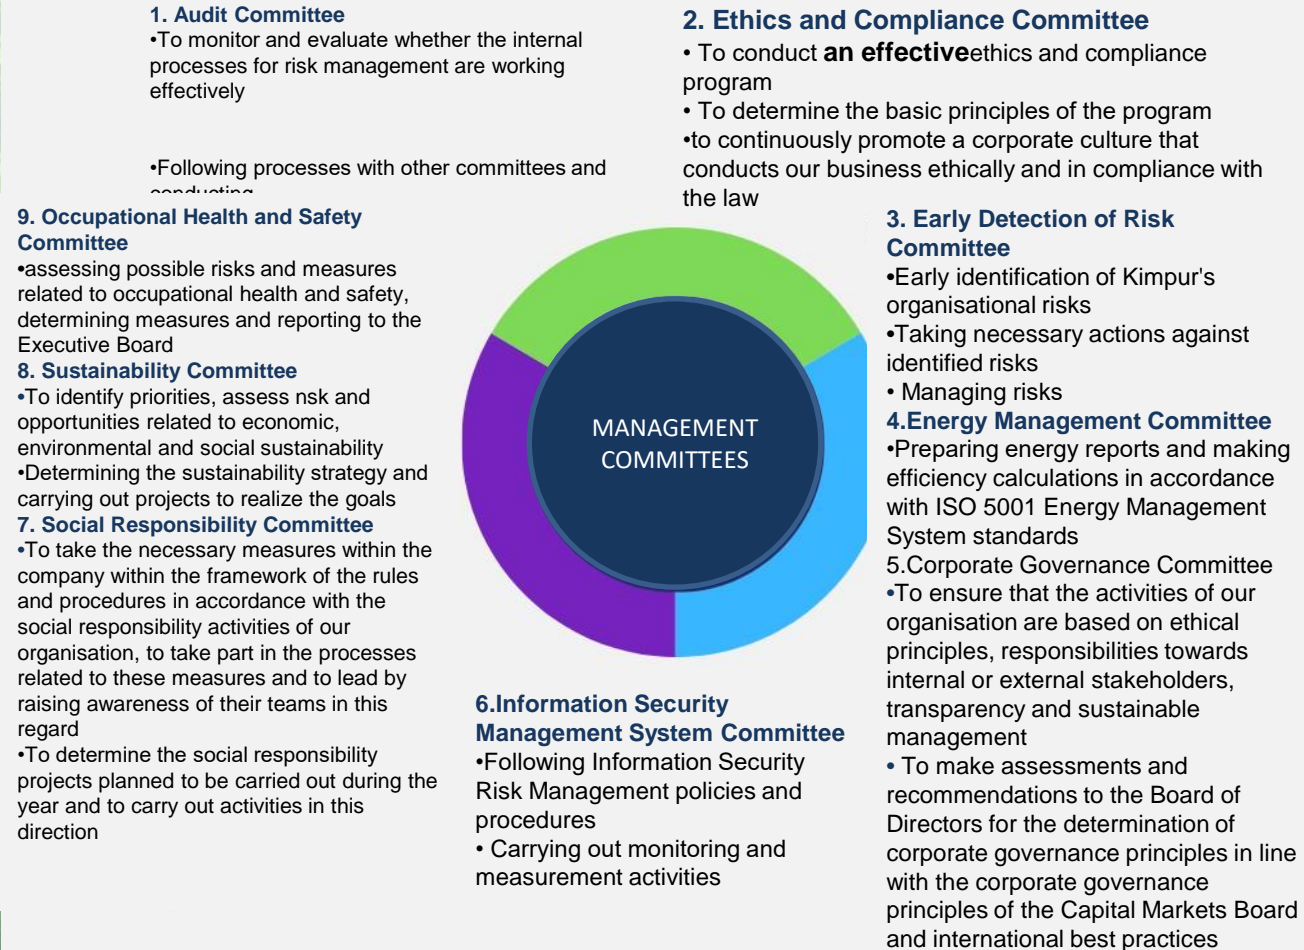 1. Audit Committee
•To monitor and evaluate whether the internal
processes for risk management are working
effectively
•Following processes with other committees and
conducting
2. Ethics and Compliance Committee
• To conduct an effectiveethics and compliance
program
• To determine the basic principles of the program
•to continuously promote a corporate culture that
conducts our business ethically and in compliance with
the law
3. Early Detection of Risk
Committee
•Early identification of Kimpur's
organisational risks
•Taking necessary actions against
identified risks
• Managing risks
4.Energy Management Committee
•Preparing energy reports and making
efficiency calculations in accordance
with ISO 5001 Energy Management
System standards
5.Corporate Governance Committee
•To ensure that the activities of our
organisation are based on ethical
principles, responsibilities towards
internal or external stakeholders,
transparency and sustainable
management
• To make assessments and
recommendations to the Board of
Directors for the determination of
corporate governance principles in line
with the corporate governance
principles of the Capital Markets Board
and international best practices
6.Information Security
Management System Committee
•Following Information Security
Risk Management policies and
procedures
• Carrying out monitoring and
measurement activities
9. Occupational Health and Safety
Committee
•assessing possible risks and measures
related to occupational health and safety,
determining measures and reporting to the
Executive Board
8. Sustainability Committee
•To identify priorities, assess nsk and
opportunities related to economic,
environmental and social sustainability
•Determining the sustainability strategy and
carrying out projects to realize the goals
7. Social Responsibility Committee
•To take the necessary measures within the
company within the framework of the rules
and procedures in accordance with the
social responsibility activities of our
organisation, to take part in the processes
related to these measures and to lead by
raising awareness of their teams in this
regard
•To determine the social responsibility
projects planned to be carried out during the
year and to carry out activities in this
direction
MANAGEMENT
COMMITTEES